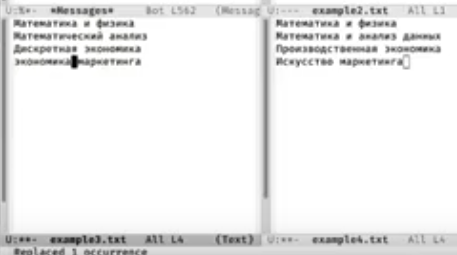 U:%*- *Messages* Bot L562 (Messag
U:--- example2.txt All L1
Математика и физика
Математический анализ
Дискретная экономика
экономика маркетинга
Математика и физика
Математика и анализ данных
Производственная экономика
Искусство маркетинга
U:**- example3.txt All L4 (Text)
U:**- example4.txt All L4
Replaced 1 occurrence